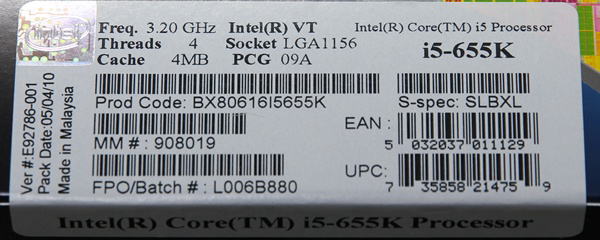 intel
Freq. 3.20 GHz Intel(R) VT Intel(R) Core(TM) i5 Processor
Threads 4 Socket LGA1156 i5-655K
Cache 4MB PCG 09A
Prod Code: BX80616I5655K S-spec: SLBXL
EAN :
5 032037 011129
MM # : 908019
UPC:
7 35858 21475 9
FPO/Batch # : L006B880
Ver #:E92786-001
Pack Date:05/04/10
Made in Malaysia
Intel(R) Core(TM) i5-655K Processor